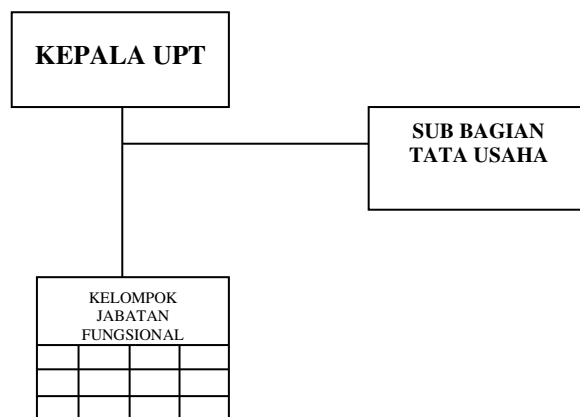 KEPALA UPT
SUB BAGIAN
TATA USAHA
KELOMPOK
JABATAN
FUNGSIONAL